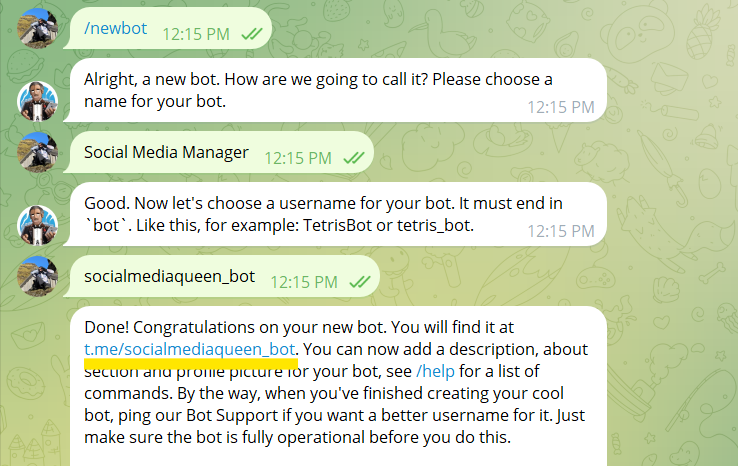 /newbot 12:15 PM
Alright, a new bot. How are we going to call it? Please choose a
name for your bot.
12:15 PM
Social Media Manager 12:15 PM
Good. Now let's choose a username for your bot. It must end in
`bot`. Like this, for example: TetrisBot or tetris_bot.
12:15 PM
socialmediaqueen_bot 12:15 PM
Done! Congratulations on your new bot. You will find it at
t.me/socialmediaqueen_bot. You can now add a description, about
section and profile picture for your bot, see /help for a list of
commands. By the way, when you've finished creating your cool
bot, ping our Bot Support if you want a better username for it. Just
make sure the bot is fully operational before you do this.